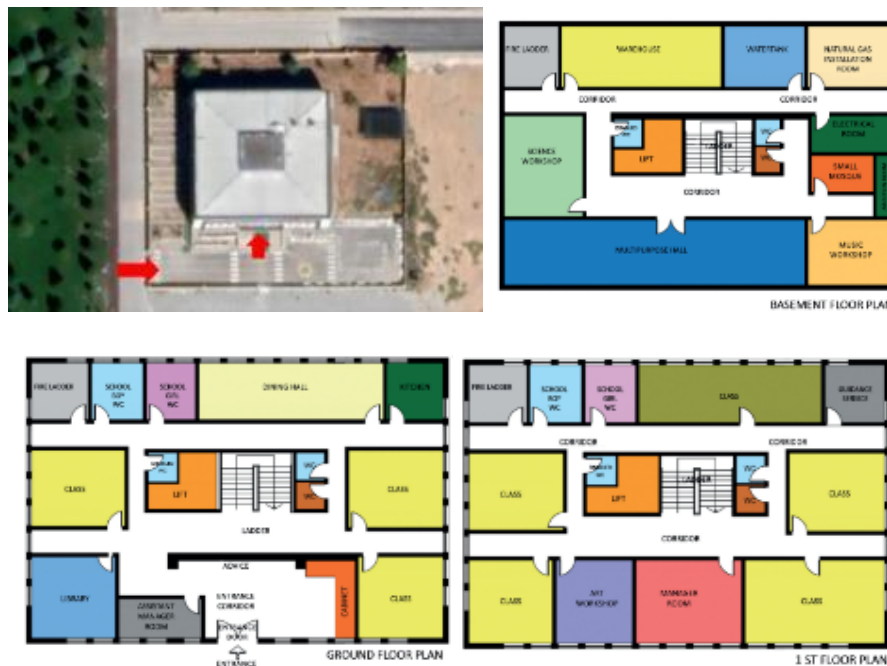 FIRE LADDER
WAREHOUSE
WATERTANK
NATURAL GAS
INSTALLATION
ROOM
CORRIDOR
CORRIDOR
ELECTRICAL
ROOM
SCIENCE
WORKSHOP
LIFT
LADDER
WC
WC
SMALL
MOSQUE
CORRIDOR
MULTIPURPOSE HALL
MUSIC
WORKSHOP
BASEMENT FLOOR PLAN
FIRE LADDER
SCHOOL
BOY
WC
SCHOOL
GIRL
WC
DINING HALL
KITCHEN
CLASS
LIFT
WC
WC
CLASS
LADDER
ADVICE
LIBRARY
ASSISTANT
MANAGER
ROOM
ENTRANCE
CORRIDOR
ENTRANCE
DOOR
CABINET
CLASS
ENTRANCE
GROUND FLOOR PLAN
FIRE LADDER
SCHOOL
BOY
WC
SCHOOL
GIRL
WC
CLASS
GUIDANCE
SERVICE
CORRIDOR
CORRIDOR
CLASS
LIFT
LADDER
WC
WC
CLASS
CORRIDOR
CLASS
ART
WORKSHOP
MANAGER
ROOM
CLASS
1 ST FLOOR PLAN